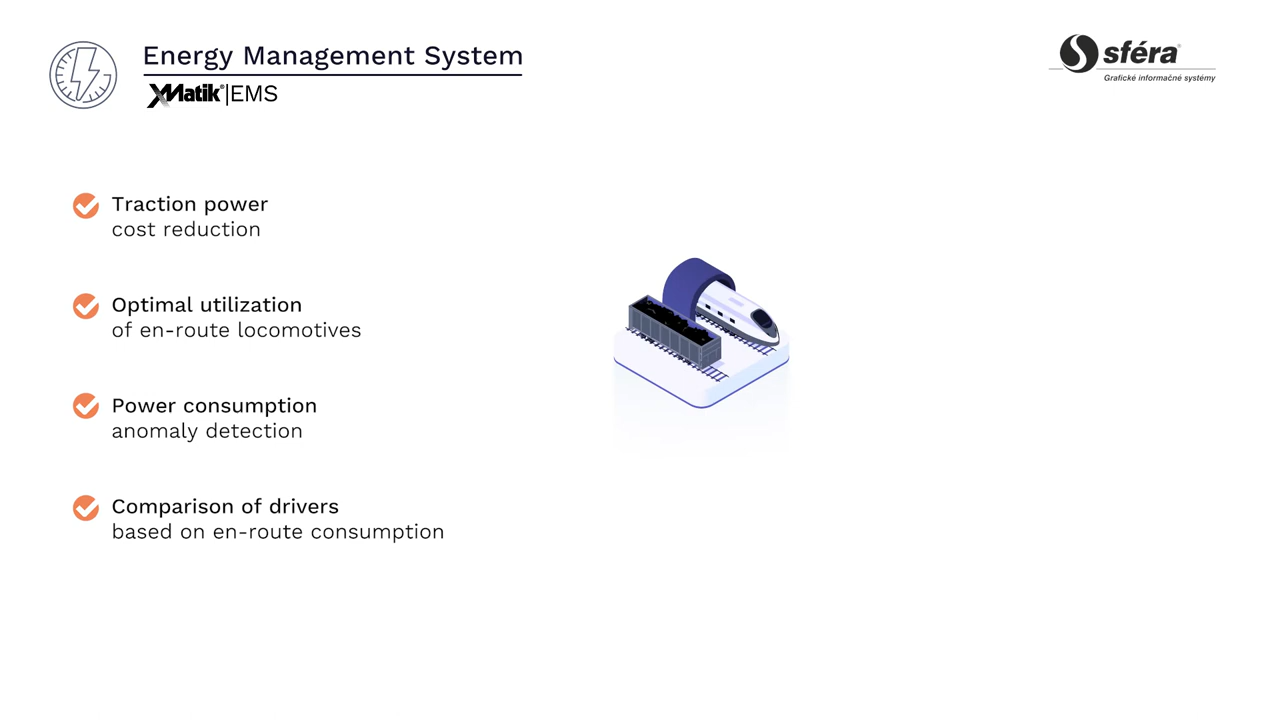 Energy Management System
XMatik®|EMS
sféra®
Grafické informačné systémy
Traction power
cost reduction
Optimal utilization
of en-route locomotives
Power consumption
anomaly detection
Comparison of drivers
based on en-route consumption